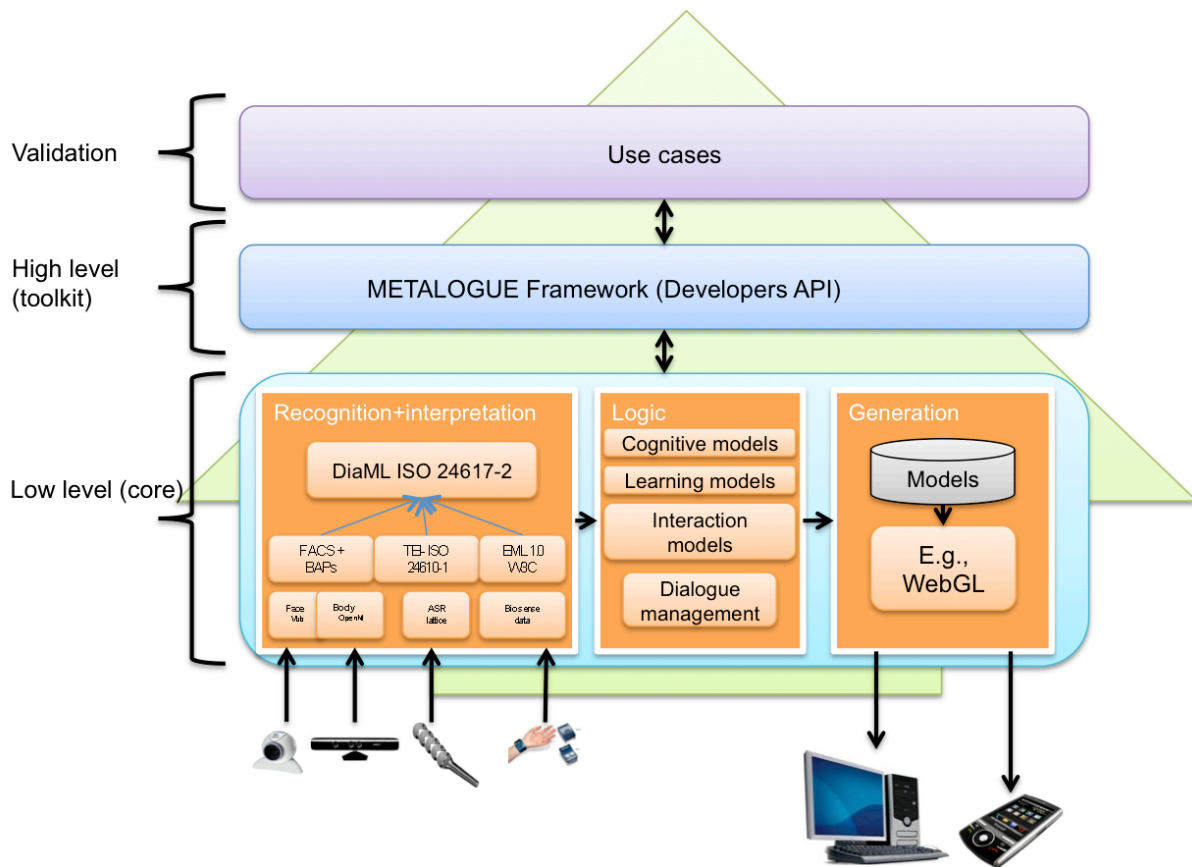 Validation
Use cases
High level
(toolkit)
METALOGUE Framework (Developers API)
Low level (core)
Recognition+interpretation
DiaML ISO 24617-2
FACS +
BAPs
TEI- ISO
24610-1
EML 1.0
W3C
Face
Body
OpenNI
ASR
lattice
Biosense
data
Logic
Cognitive models
Learning models
Interaction
models
Dialogue
management
Generation
Models
E.g.,
WebGL